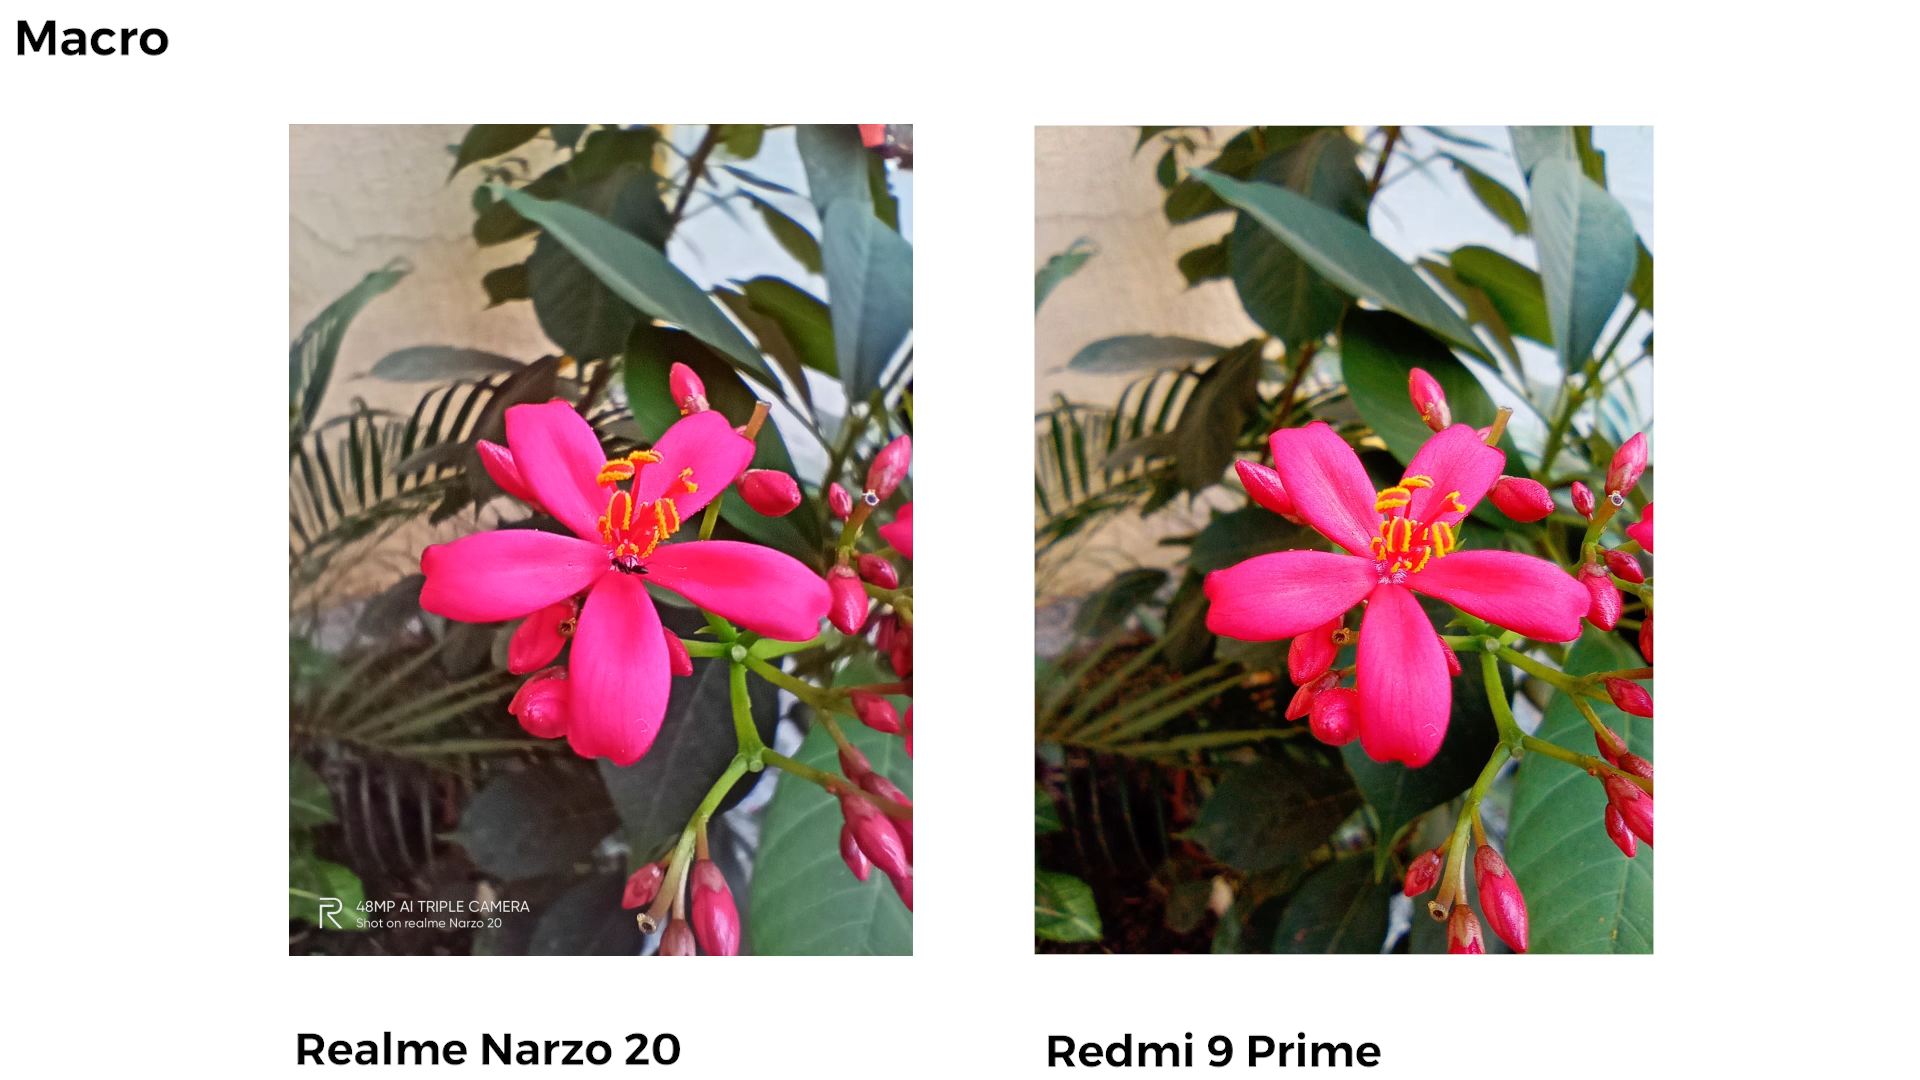 Macro
48MP AI TRIPLE CAMERA
Shot on realme Narzo 20
Realme Narzo 20
Redmi 9 Prime